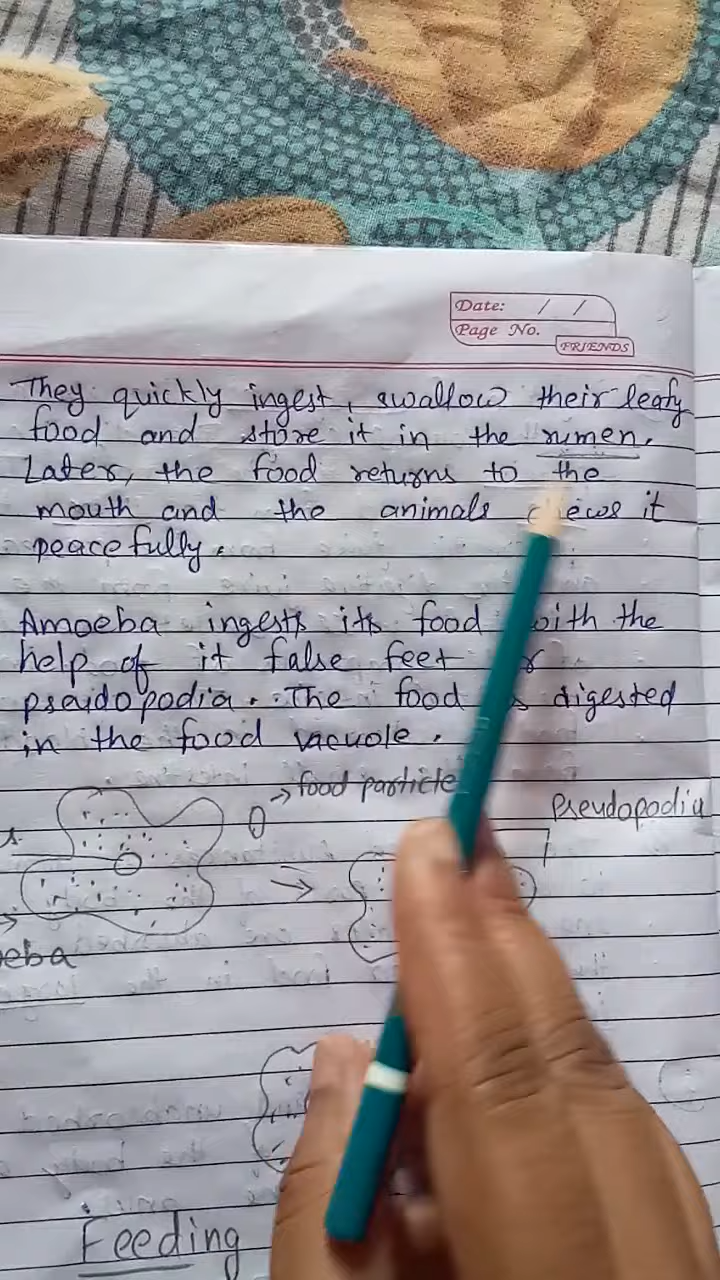 Date: / /
Page No.
FRIENDS
They quickly ingest, swallow their leafy
food and store it in the rumen.
Later, the food returns to the
mouth and the animals it
peacefully.
Amoeba ingests its food with the
help of it false feet
pseudopodia. The food digested
in the food vacuole.
food particle
Pseudopodia
Feeding